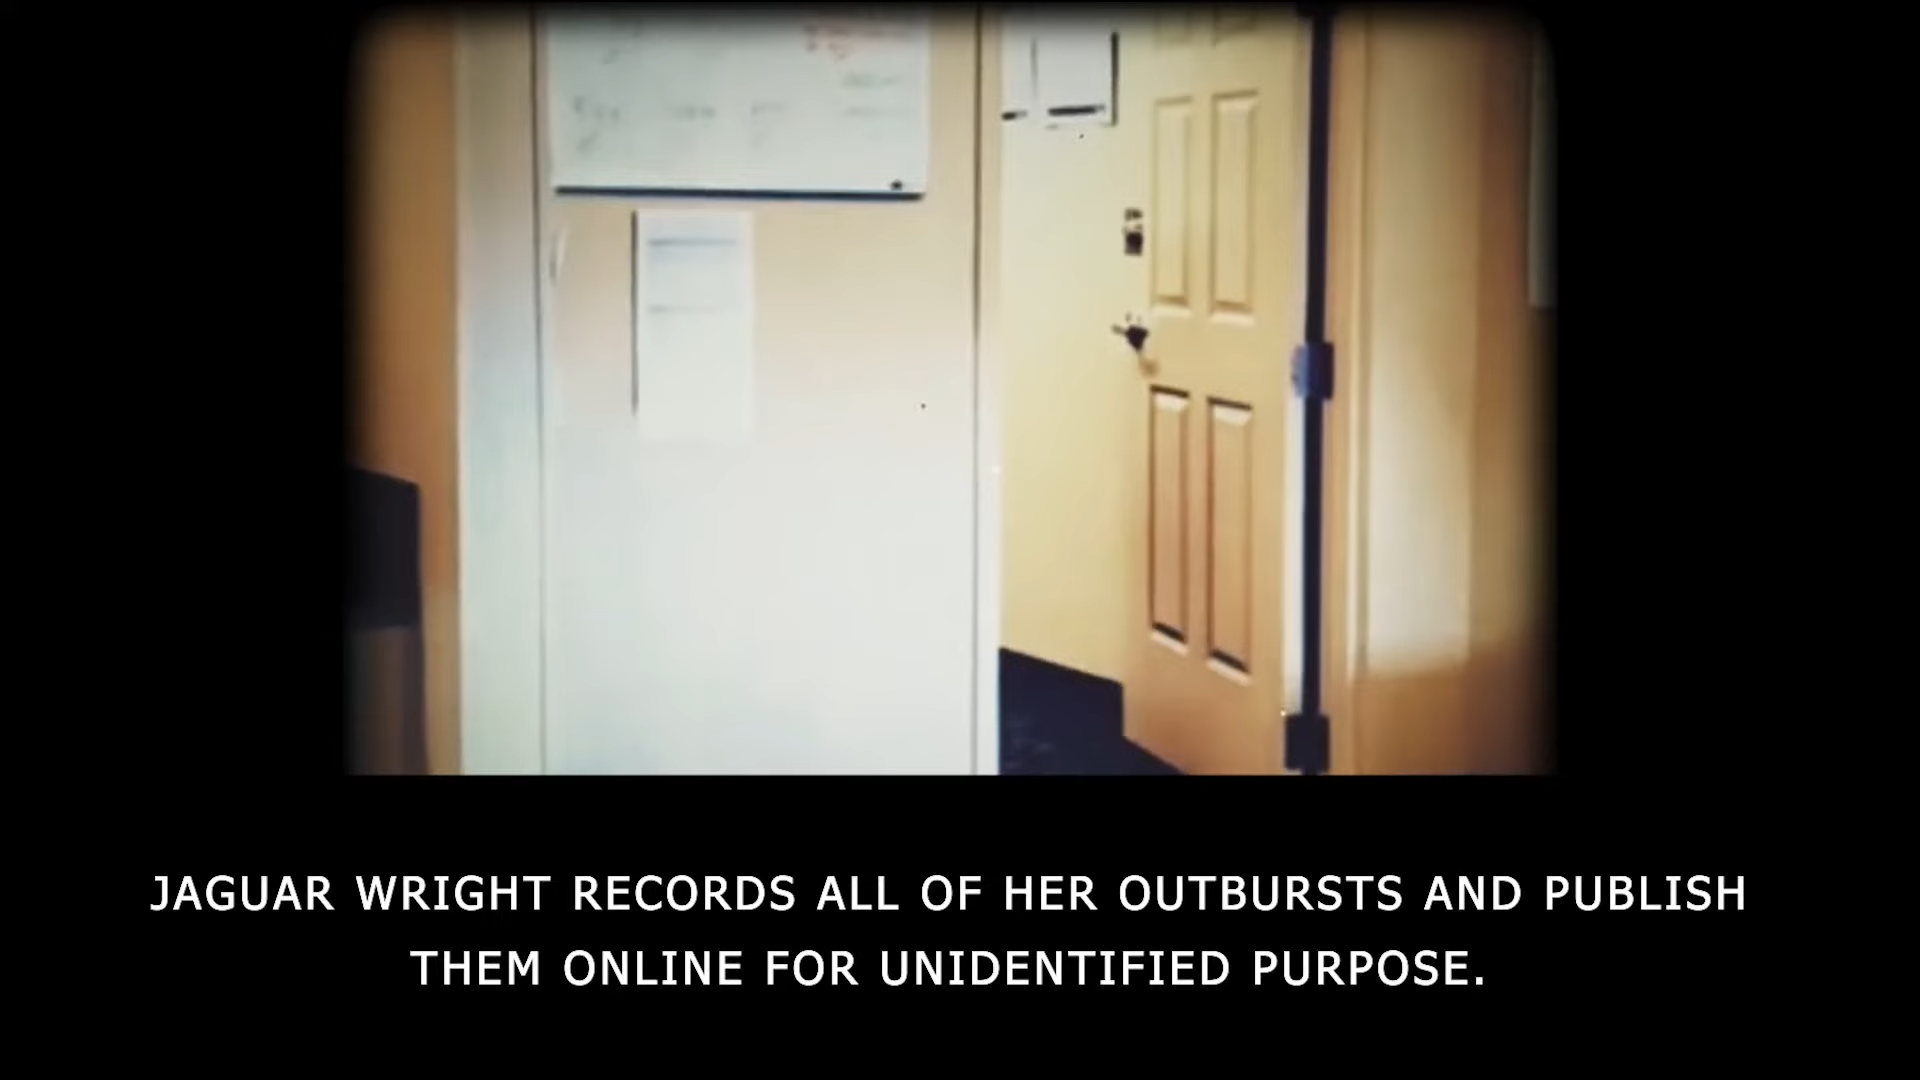 JAGUAR WRIGHT RECORDS ALL OF HER OUTBURSTS AND PUBLISH
THEM ONLINE FOR UNIDENTIFIED PURPOSE.